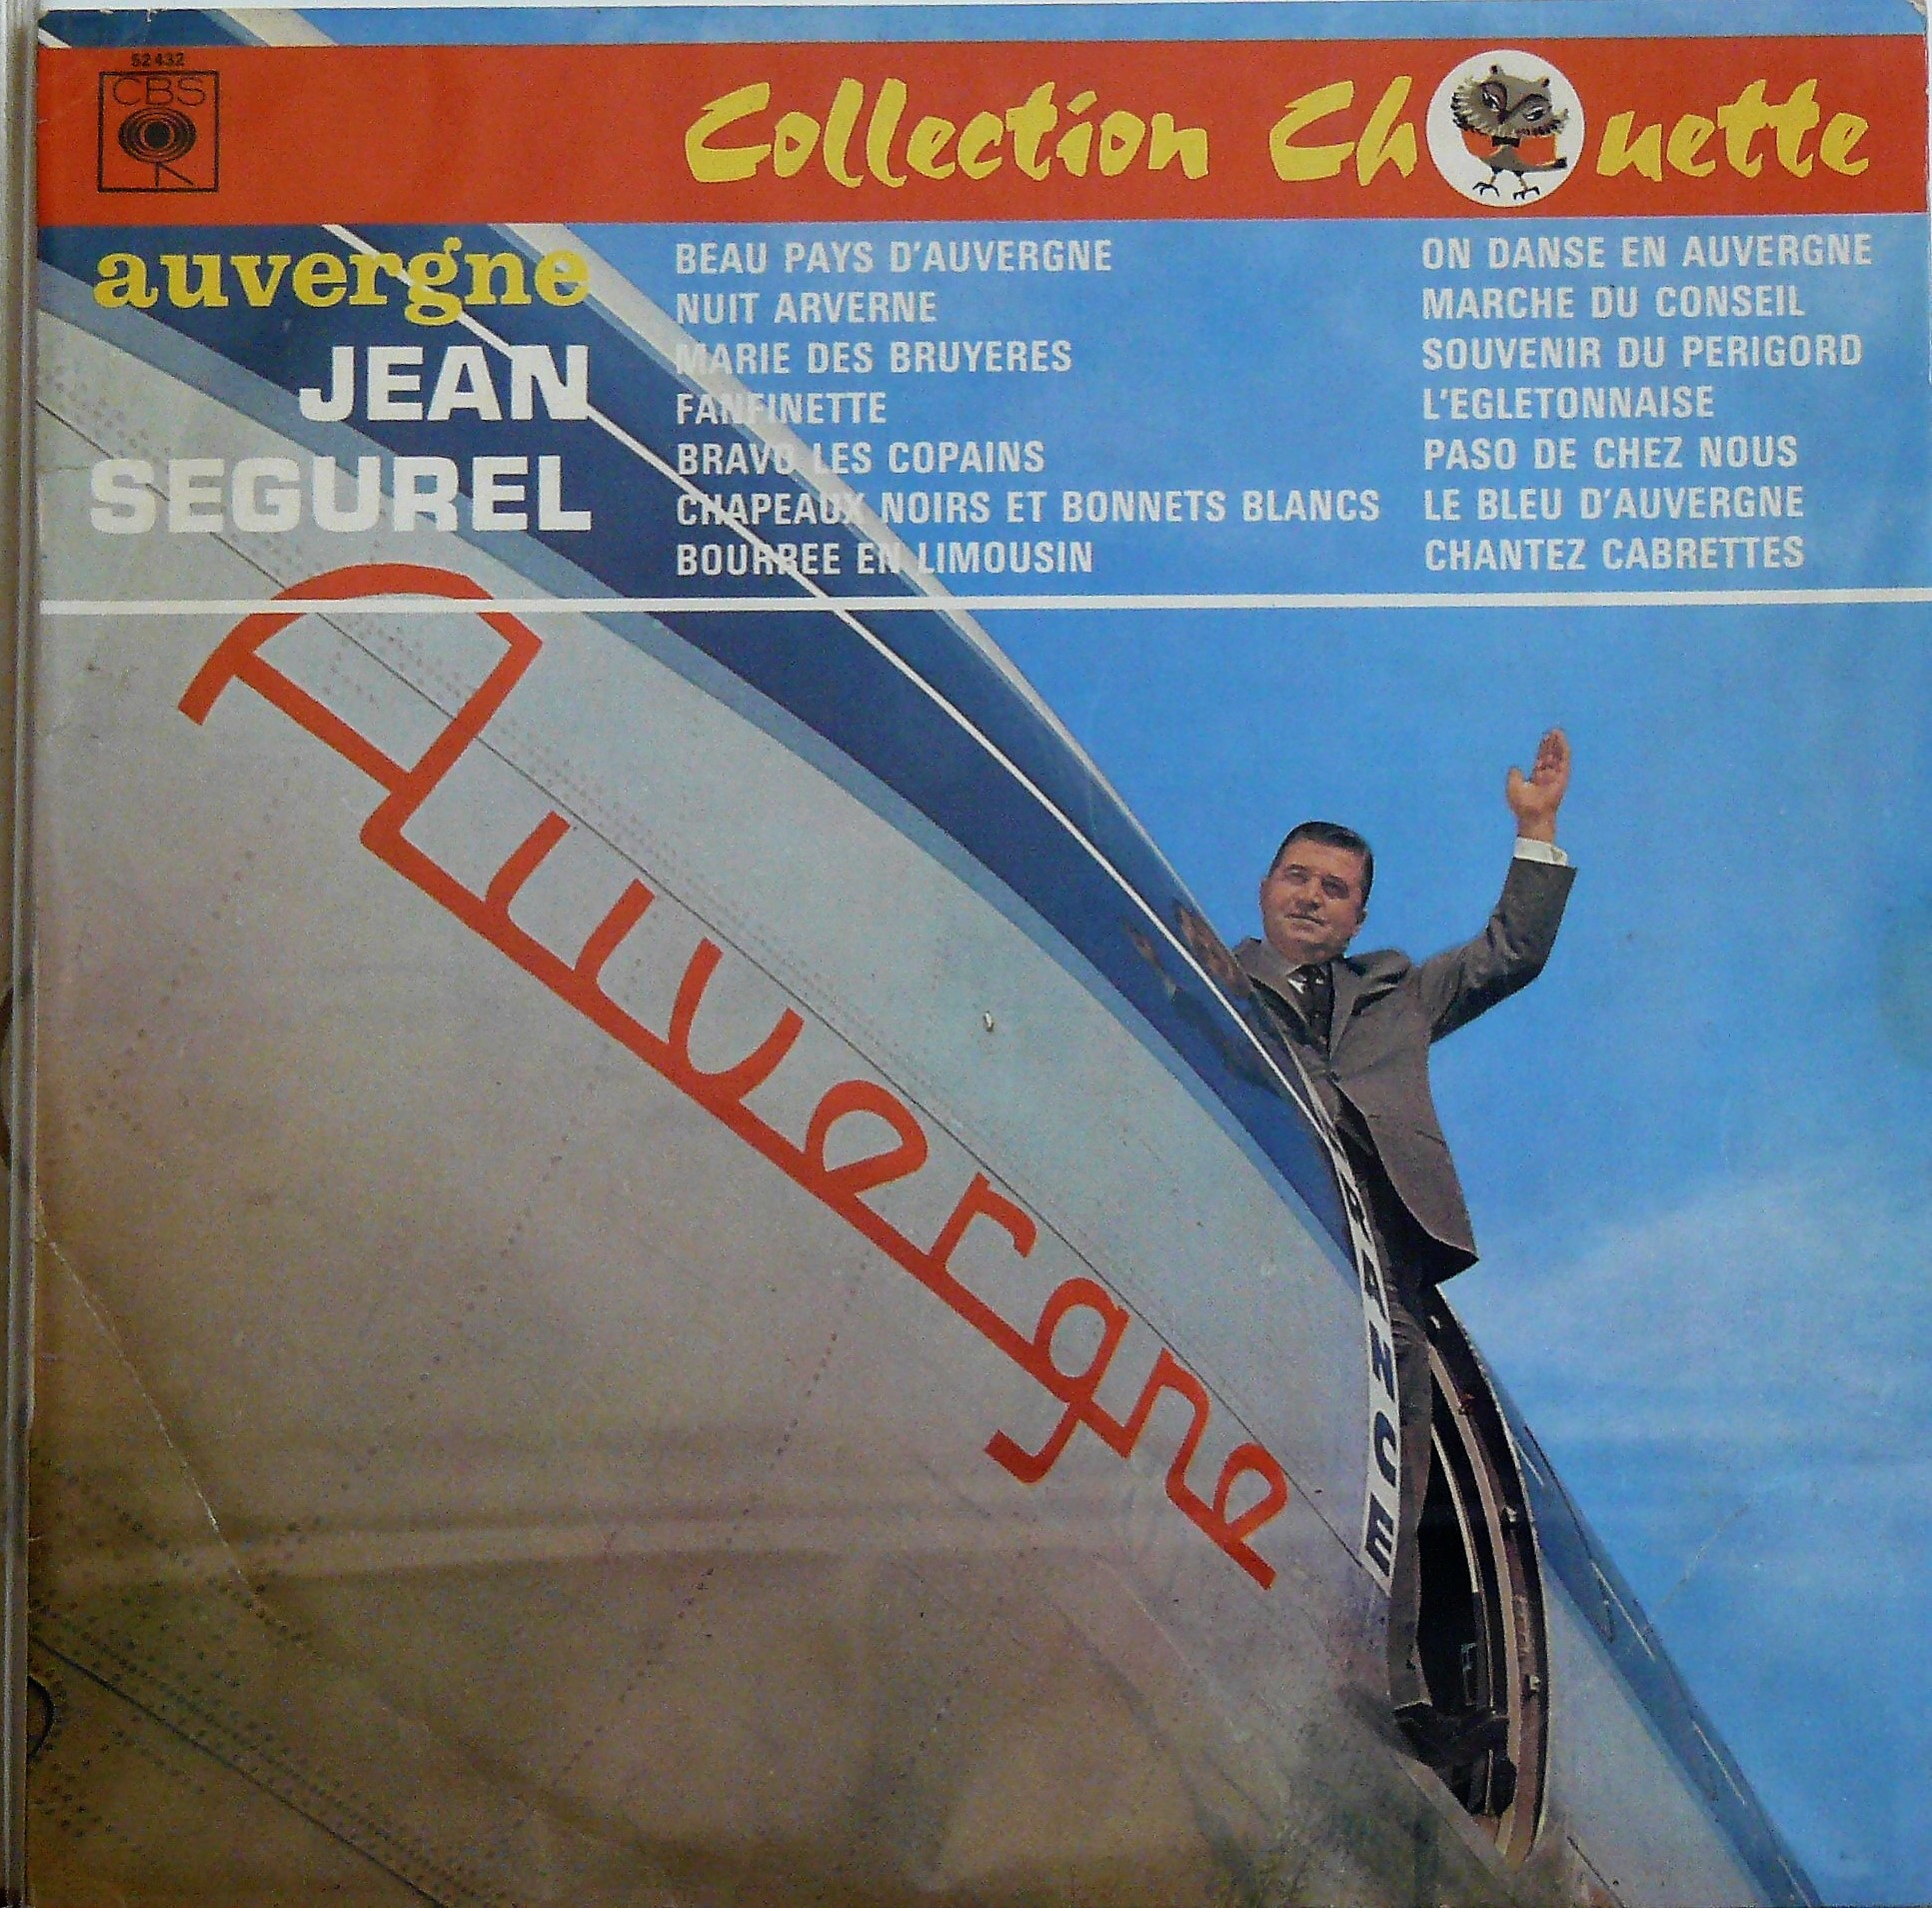 52432
CBS
Collection Chouette
auvergne
JEAN
SEGUREL
BEAU PAYS D'AUVERGNE
NUIT ARVERNE
MARIE DES BRUYERES
FANFINETTE
BRAVO LES COPAINS
CHAPEAUX NOIRS ET BONNETS BLANCS
BOURREE EN LIMOUSIN
ON DANSE EN AUVERGNE
MARCHE DU CONSEIL
SOUVENIR DU PERIGORD
L'EGLETONNAISE
PASO DE CHEZ NOUS
LE BLEU D'AUVERGNE
CHANTEZ CABRETTES
Auvergne